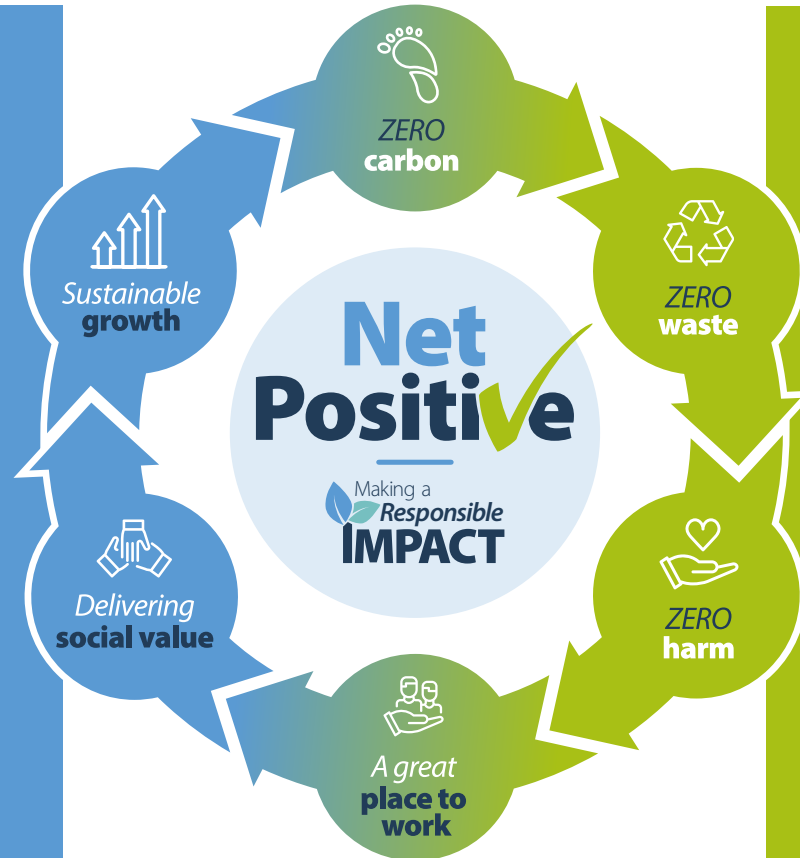 ZERO
carbon
ZERO
waste
ZERO
harm
A great
place to
work
Delivering
social value
Sustainable
growth
Net
Positive
Making a
Responsible
IMPACT